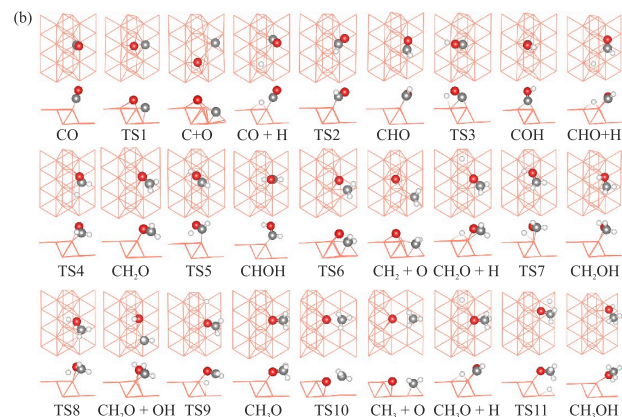 (b)
CO TS1 C+O CO + H TS2 CHO TS3 COH CHO+H
TS4 CH₂O TS5 CHOH TS6 CH₂ + O CH₂O + H TS7 CH₂OH
TS8 CH₂O + OH TS9 CH₃O TS10 CH₃ + O CH₃O + H TS11 CH₃OH